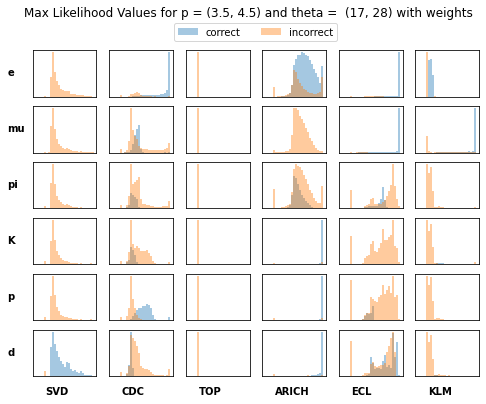 Max Likelihood Values for p = (3.5, 4.5) and theta = (17, 28) with weights
correct incorrect
e
mu
pi
K
p
d
SVD CDC TOP ARICH ECL KLM